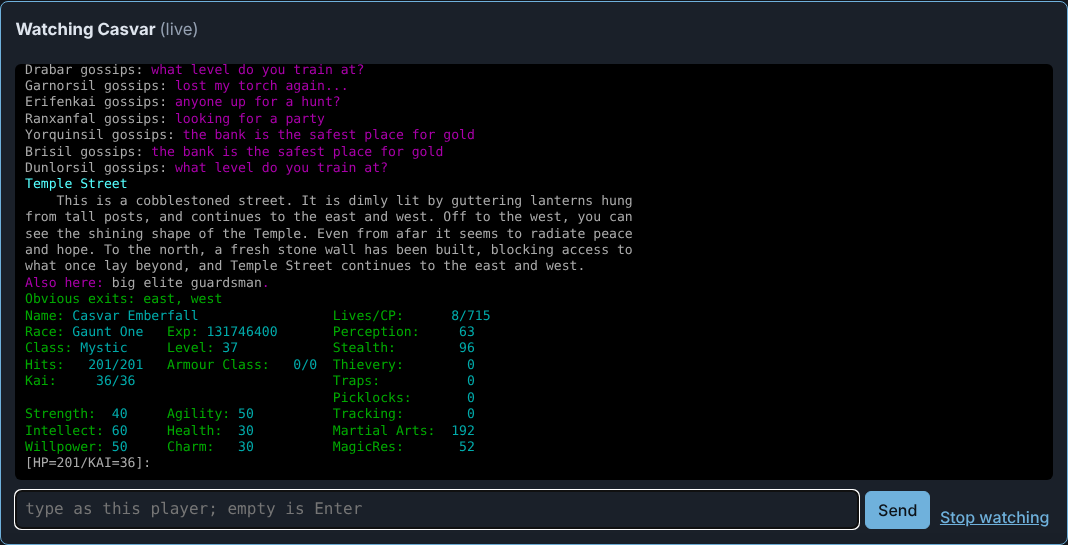 Watching Casvar (live)
Drabar gossips: what level do you train at?
Garnorsil gossips: lost my torch again...
Erifenkai gossips: anyone up for a hunt?
Ranxanfal gossips: looking for a party
Yorquinsil gossips: the bank is the safest place for gold
Brisil gossips: the bank is the safest place for gold
Dunlorsil gossips: what level do you train at?
Temple Street
This is a cobblestoned street. It is dimly lit by guttering lanterns hung
from tall posts, and continues to the east and west. Off to the west, you can
see the shining shape of the Temple. Even from afar it seems to radiate peace
and hope. To the north, a fresh stone wall has been built, blocking access to
what once lay beyond, and Temple Street continues to the east and west.
Also here: big elite guardsman.
Obvious exits: east, west
Name: Casvar Emberfall Lives/CP: 8/715
Race: Gaunt One Exp: 131746400 Perception: 63
Class: Mystic Level: 37 Stealth: 96
Hits: 201/201 Armour Class: 0/0 Thievery: 0
Kai: 36/36 Traps: 0
Picklocks: 0
Strength: 40 Agility: 50 Tracking: 0
Intellect: 60 Health: 30 Martial Arts: 192
Willpower: 50 Charm: 30 MagicRes: 52
[HP=201/KAI=36]:
type as this player; empty is Enter
Send
Stop watching